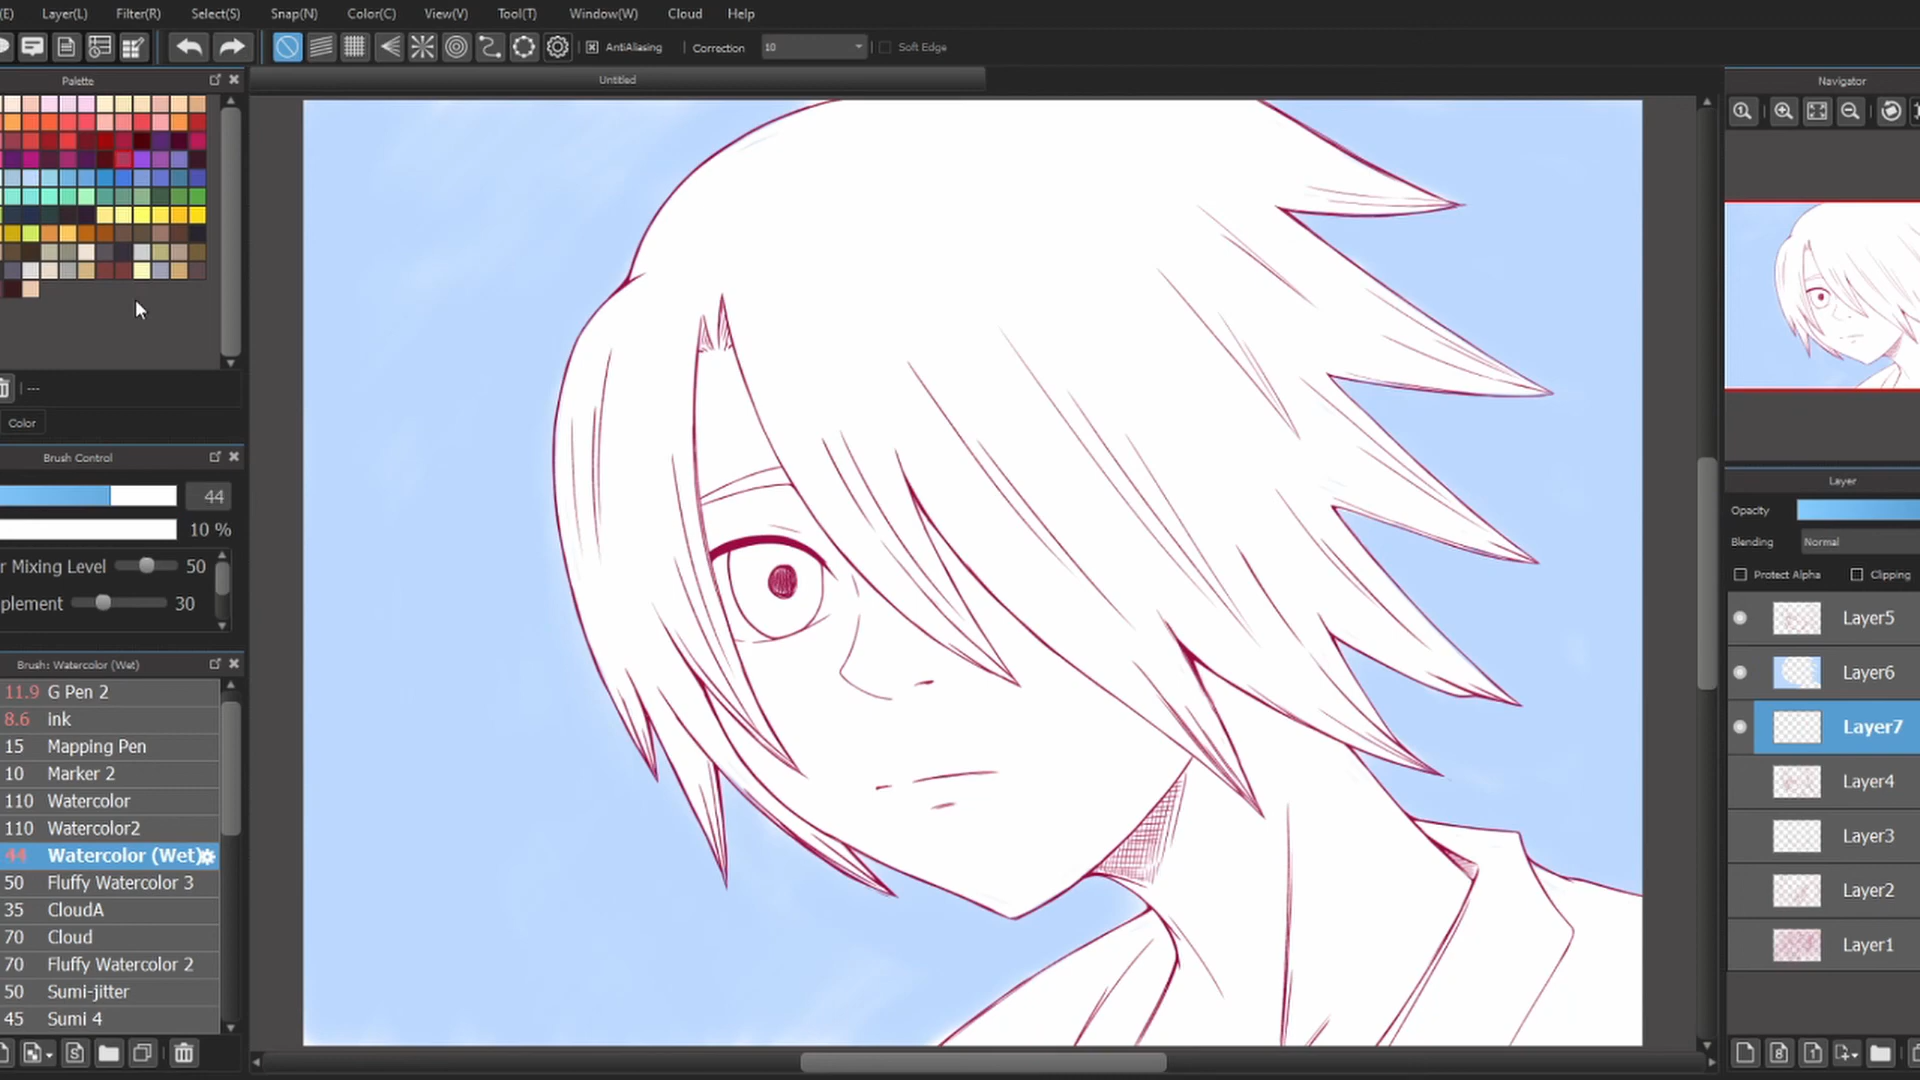 (E) Layer(L) Filter(R) Select(S) Snap(N) Color(C) View(V) Tool(T) Window(W) Cloud Help
AntiAliasing Correction 10 Soft Edge
Palette
Untitled
Navigator
---
Color
Brush Control
44
10 %
r Mixing Level 50
plement 30
Brush: Watercolor (Wet)
11.9 G Pen 2
8.6 ink
15 Mapping Pen
10 Marker 2
110 Watercolor
110 Watercolor2
44 Watercolor (Wet)
50 Fluffy Watercolor 3
35 CloudA
70 Cloud
70 Fluffy Watercolor 2
50 Sumi-jitter
45 Sumi 4
Layer
Opacity
Blending Normal
Protect Alpha Clipping
Layer5
Layer6
Layer7
Layer4
Layer3
Layer2
Layer1